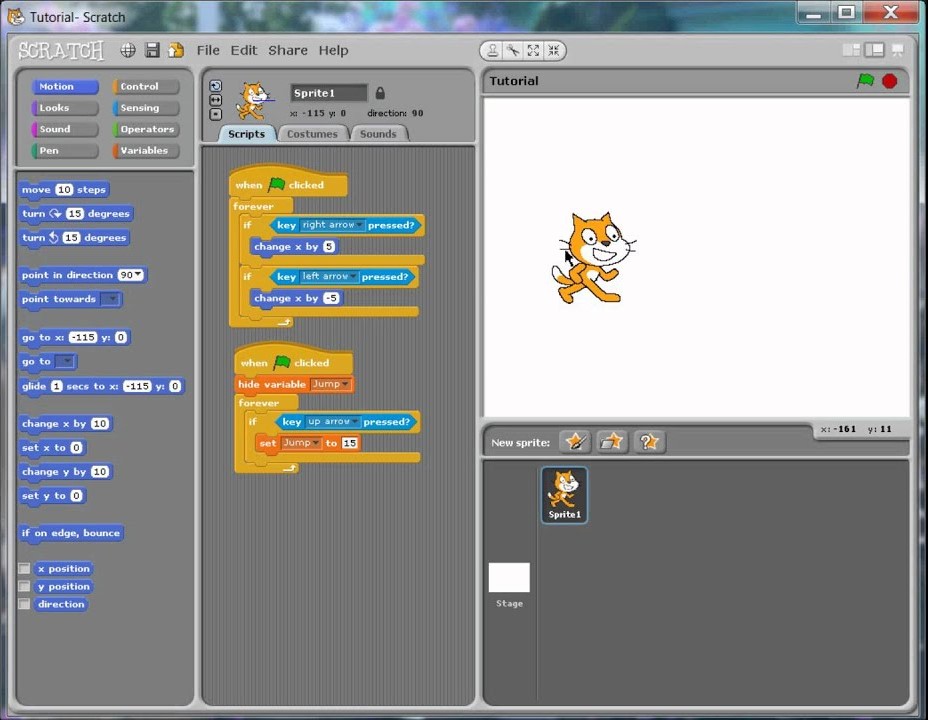 Tutorial- Scratch
SCRATCH File Edit Share Help
Motion Control
Looks Sensing
Sound Operators
Pen Variables
move 10 steps
turn 15 degrees
turn 15 degrees
point in direction 90
point towards
go to x: -115 y: 0
go to
glide 1 secs to x: -115 y: 0
change x by 10
set x to 0
change y by 10
set y to 0
if on edge, bounce
x position
y position
direction
Sprite1
x: -115 y: 0 direction: 90
Scripts Costumes Sounds
when clicked
forever
if key right arrow pressed?
change x by 5
if key left arrow pressed?
change x by -5
when clicked
hide variable Jump
forever
if key up arrow pressed?
set Jump to 15
Tutorial
x: -161 y: 11
New sprite:
Sprite1
Stage